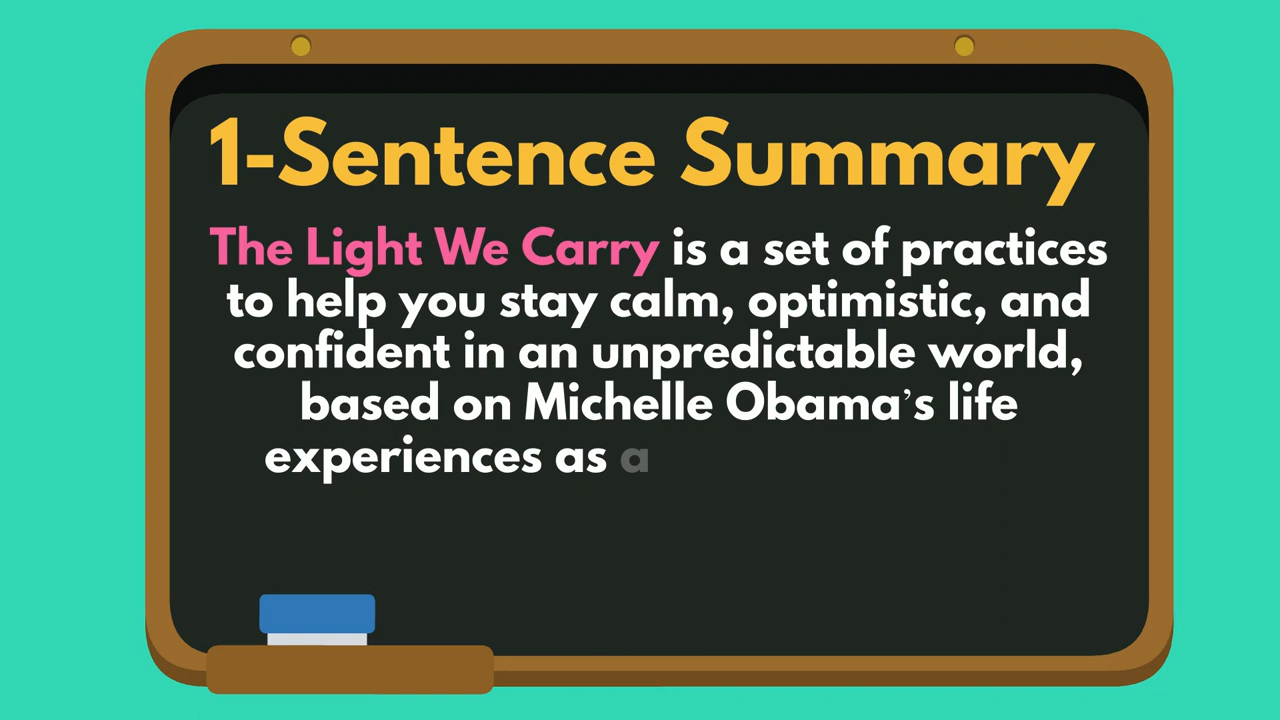 1-Sentence Summary
The Light We Carry is a set of practices
to help you stay calm, optimistic, and
confident in an unpredictable world,
based on Michelle Obama’s life
experiences as a